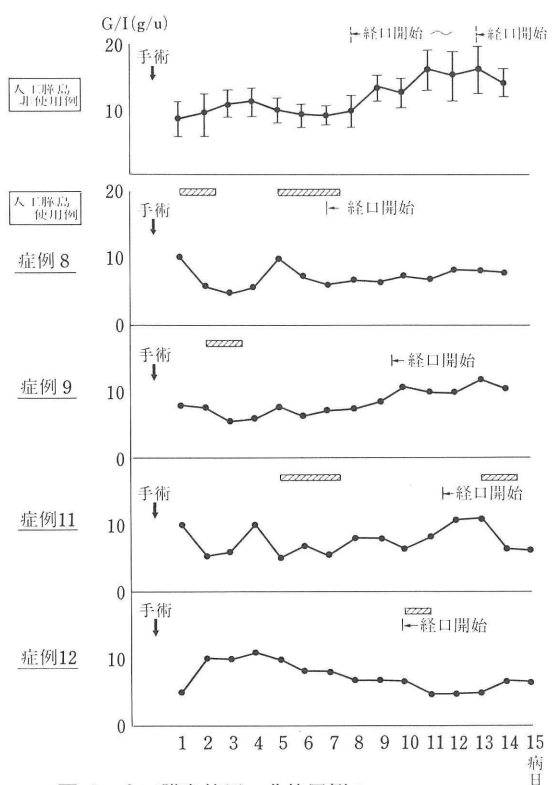 G/I(g/u)
20
10
手術
経口開始 〜
経口開始
人工膵島
非使用例
人工膵島
使用例
20
10
0
手術
経口開始
症例 8
10
0
手術
経口開始
症例 9
10
0
手術
経口開始
症例11
10
0
手術
経口開始
症例12
1 2 3 4 5 6 7 8 9 10 11 12 13 14 15
病
日